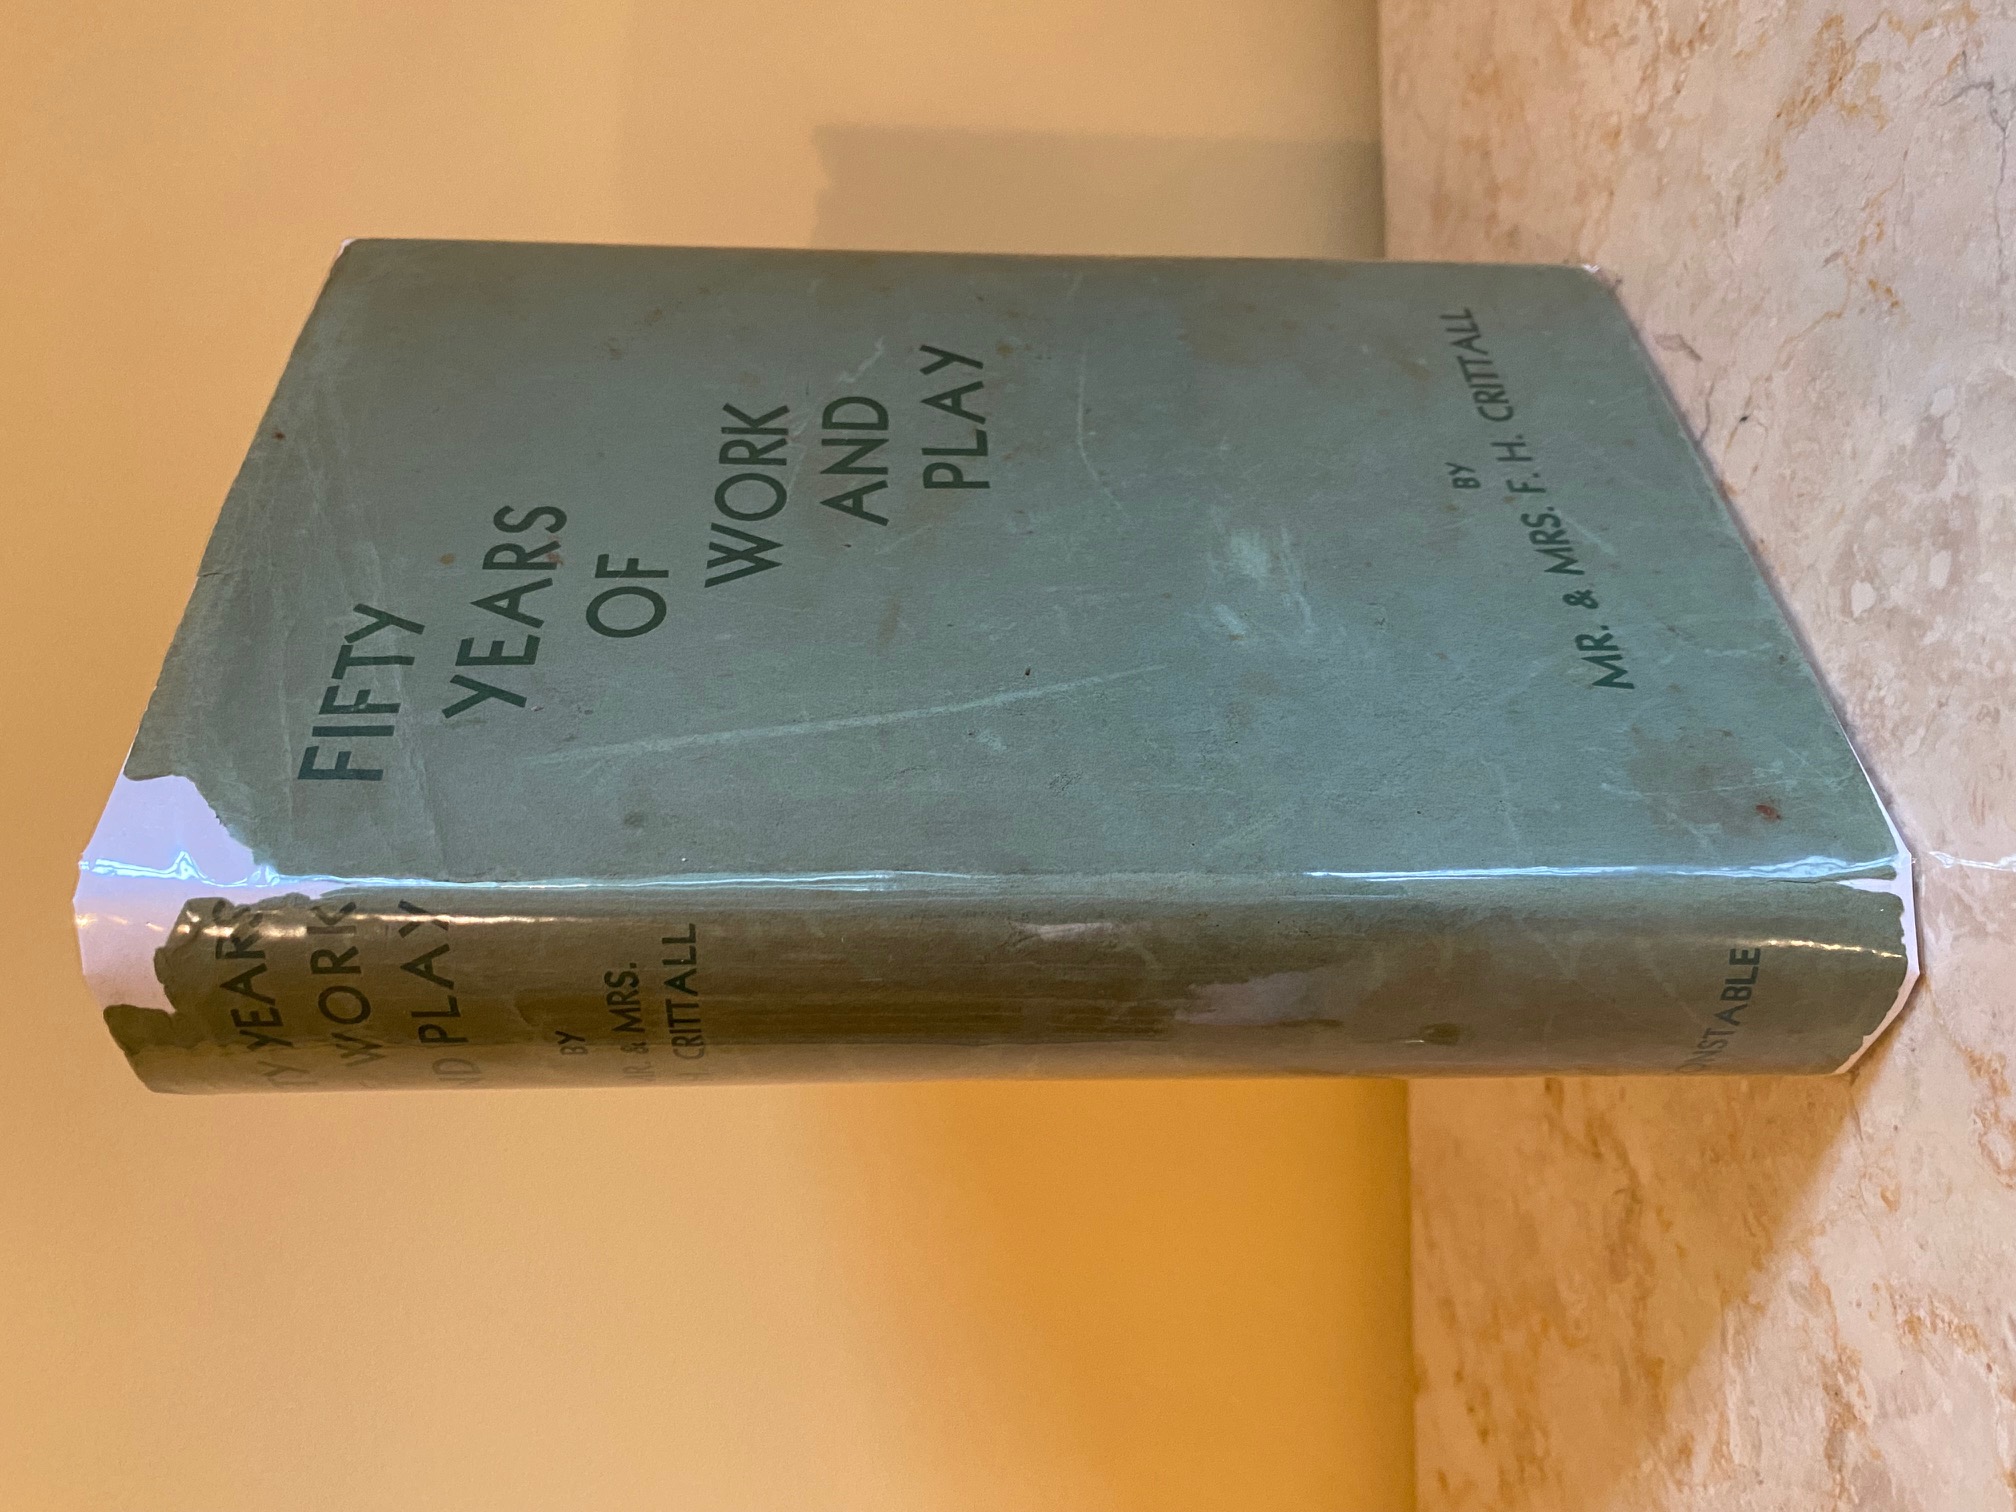 FIFTY
YEARS
OF
WORK
AND
PLAY
BY
MR. & MRS. F. H. CRITTALL
YEARS
WORK
PLAY
BY
& MRS.
CRITTALL